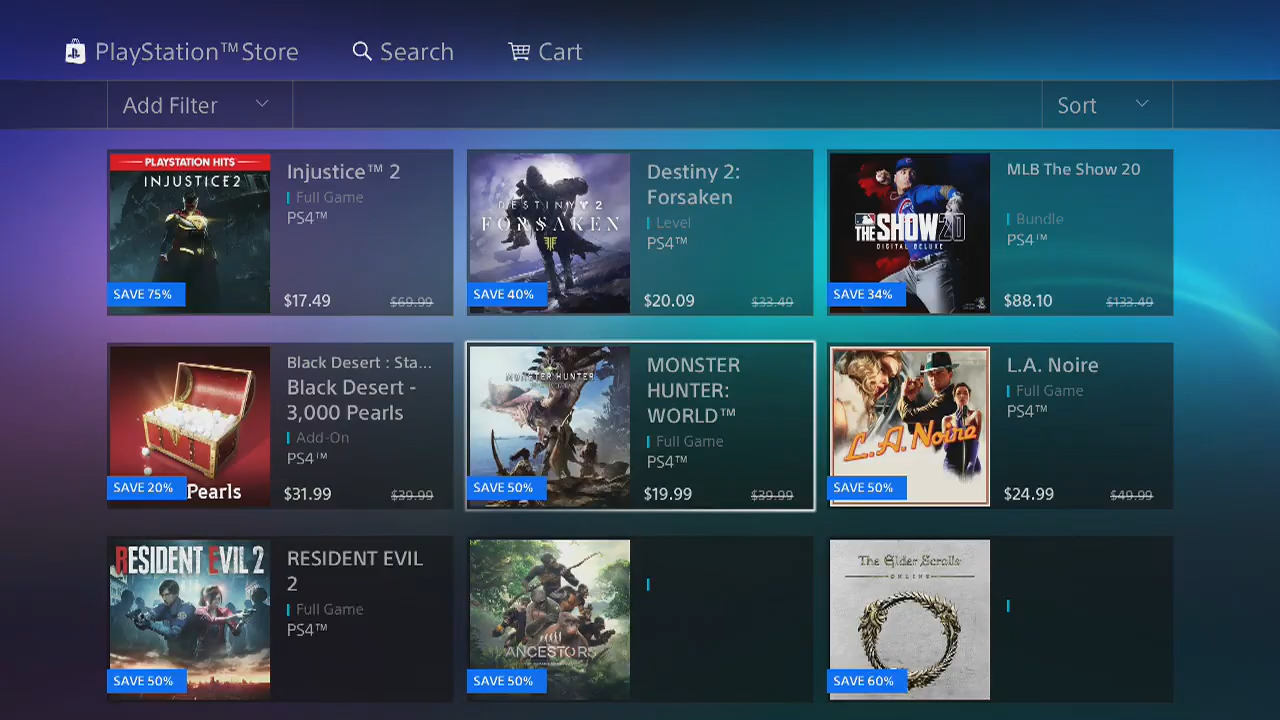 PlayStation™Store
Search
Cart
Add Filter
Sort
PLAYSTATION HITS
INJUSTICE 2
SAVE 75%
Injustice™ 2
Full Game
PS4™
$17.49
$69.99
DESTINY 2
FORSAKEN
SAVE 40%
Destiny 2:
Forsaken
Level
PS4™
$20.09
$33.49
THE SHOW 20
DIGITAL DELUXE
SAVE 34%
MLB The Show 20
Bundle
PS4™
$88.10
$133.49
Pearls
SAVE 20%
Black Desert : Sta...
Black Desert -
3,000 Pearls
Add-On
PS4™
$31.99
$39.99
MONSTER HUNTER
SAVE 50%
MONSTER
HUNTER:
WORLD™
Full Game
PS4™
$19.99
$39.99
L.A. Noire
SAVE 50%
L.A. Noire
Full Game
PS4™
$24.99
$49.99
RESIDENT EVIL 2
SAVE 50%
RESIDENT EVIL
2
Full Game
PS4™
ANCESTORS
SAVE 50%
The Elder Scrolls
ONLINE
SAVE 60%